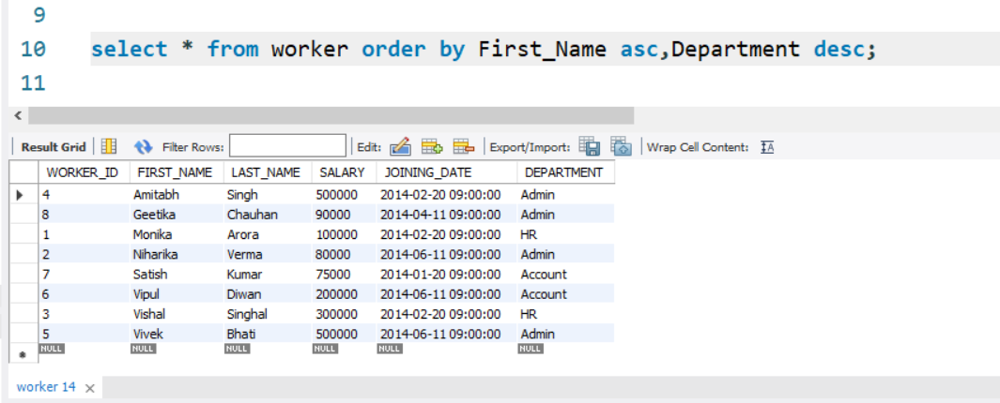 9
10 select * from worker order by First_Name asc,Department desc;
11
Result Grid Filter Rows: Edit: Export/Import: Wrap Cell Content: IA
WORKER_ID FIRST_NAME LAST_NAME SALARY JOINING_DATE DEPARTMENT
4 Amitabh Singh 500000 2014-02-20 09:00:00 Admin
8 Geetika Chauhan 90000 2014-04-11 09:00:00 Admin
1 Monika Arora 100000 2014-02-20 09:00:00 HR
2 Niharika Verma 80000 2014-06-11 09:00:00 Admin
7 Satish Kumar 75000 2014-01-20 09:00:00 Account
6 Vipul Diwan 200000 2014-06-11 09:00:00 Account
3 Vishal Singhal 300000 2014-02-20 09:00:00 HR
5 Vivek Bhati 500000 2014-06-11 09:00:00 Admin
NULL NULL NULL NULL NULL NULL
worker 14